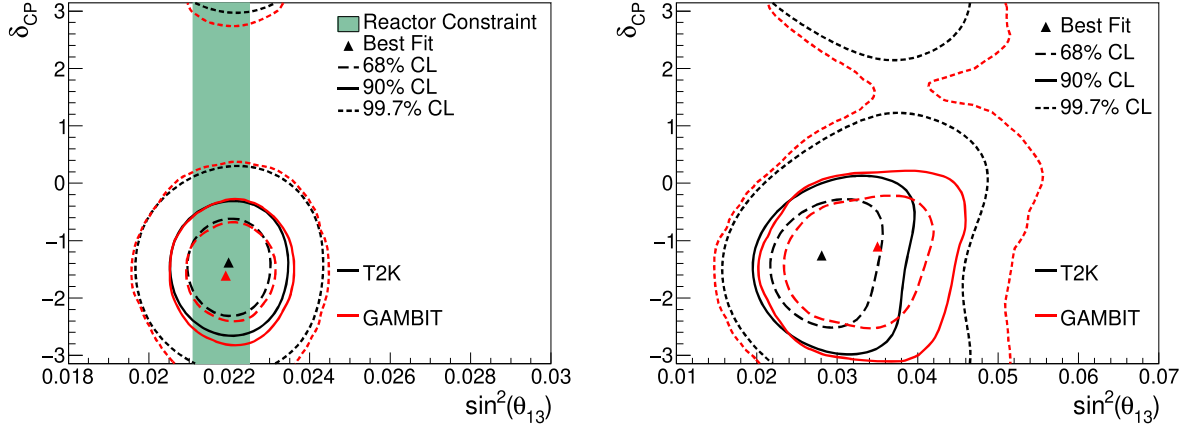 δCP
3
2
1
0
−1
−2
−3
Reactor Constraint
Best Fit
68% CL
90% CL
99.7% CL
T2K
GAMBIT
0.018 0.02 0.022 0.024 0.026 0.028 0.03
sin²(θ₁₃)
δCP
3
2
1
0
−1
−2
−3
Best Fit
68% CL
90% CL
99.7% CL
T2K
GAMBIT
0.01 0.02 0.03 0.04 0.05 0.06 0.07
sin²(θ₁₃)